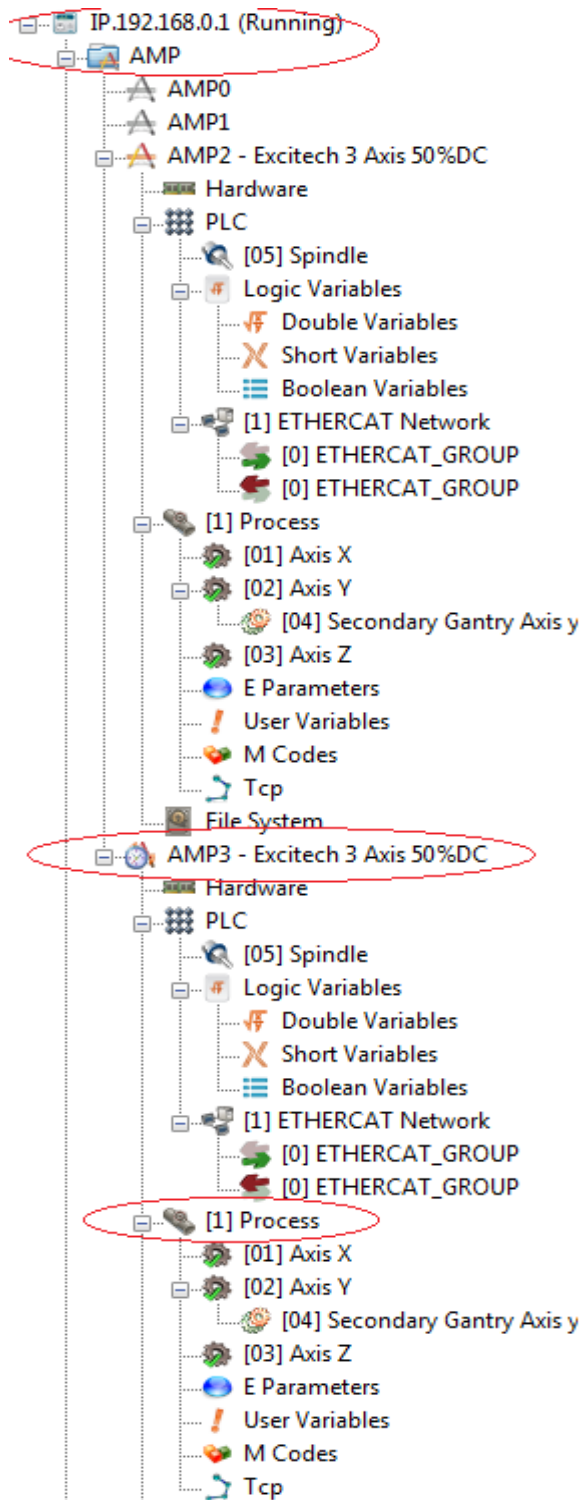 IP.192.168.0.1 (Running)
AMP
AMP0
AMP1
AMP2 - Excitech 3 Axis 50%DC
Hardware
PLC
[05] Spindle
Logic Variables
Double Variables
Short Variables
Boolean Variables
[1] ETHERCAT Network
[0] ETHERCAT_GROUP
[0] ETHERCAT_GROUP
[1] Process
[01] Axis X
[02] Axis Y
[04] Secondary Gantry Axis y
[03] Axis Z
E Parameters
User Variables
M Codes
Tcp
File System
AMP3 - Excitech 3 Axis 50%DC
Hardware
PLC
[05] Spindle
Logic Variables
Double Variables
Short Variables
Boolean Variables
[1] ETHERCAT Network
[0] ETHERCAT_GROUP
[0] ETHERCAT_GROUP
[1] Process
[01] Axis X
[02] Axis Y
[04] Secondary Gantry Axis y
[03] Axis Z
E Parameters
User Variables
M Codes
Tcp